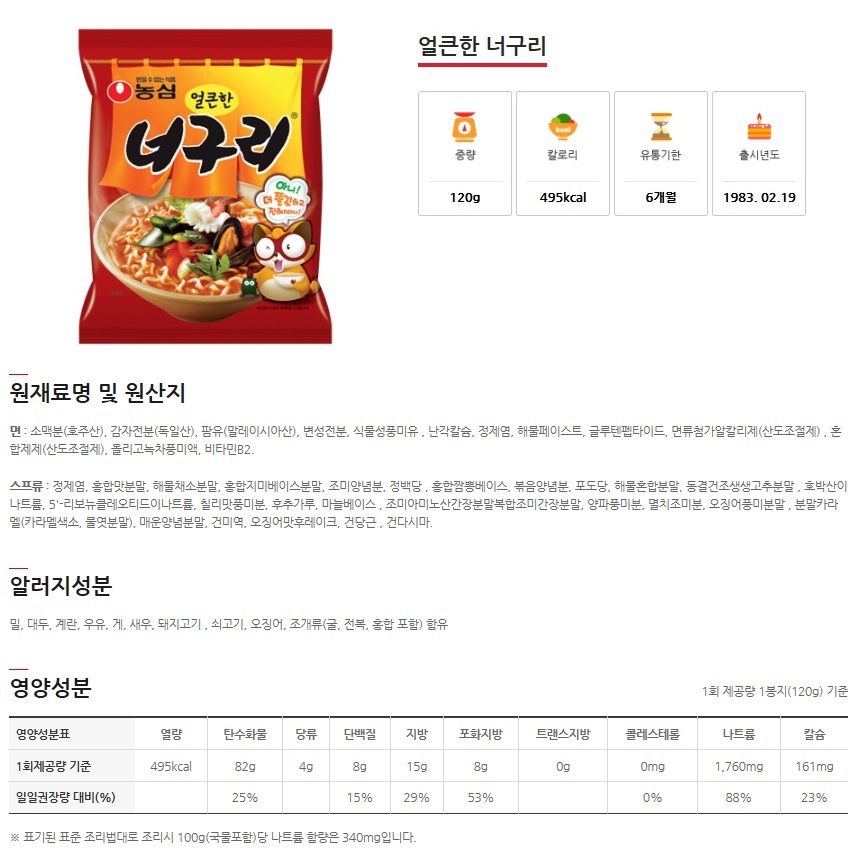 얼큰한 너구리
믿을 수 있는 식품
농심
얼큰한
너구리
아니!
더 쫄깃하고
진해졌다니!
중량
칼로리
유통기한
출시년도
kcal
120g
495kcal
6개월
1983. 02.19
원재료명 및 원산지
면 : 소맥분(호주산), 감자전분(독일산), 팜유(말레이시아산), 변성전분, 식물성풍미유 , 난각칼슘, 정제염, 해물페이스트, 글루텐펩타이드, 면류첨가알칼리제(산도조절제) , 혼
합제제(산도조절제), 올리고녹차풍미액, 비타민B2.
스프류 : 정제염, 홍합맛분말, 해물채소분말, 홍합지미베이스분말, 조미양념분, 정백당 , 홍합짬뽕베이스, 볶음양념분, 포도당, 해물혼합분말, 동결건조생생고추분말 , 호박산이
나트륨, 5'-리보뉴클레오티드이나트륨, 칠리맛풍미분, 후추가루, 마늘베이스 , 조미아미노산간장분말복합조미간장분말, 양파풍미분, 멸치조미분, 오징어풍미분말 , 분말카라
멜(카라멜색소, 물엿분말), 매운양념분말, 건미역, 오징어맛후레이크, 건당근 , 건다시마.
알러지성분
밀, 대두, 계란, 우유, 게, 새우, 돼지고기 , 쇠고기, 오징어, 조개류(굴, 전복, 홍합 포함) 함유
영양성분
1회 제공량 1봉지(120g) 기준
영양성분표 열량 탄수화물 당류 단백질 지방 포화지방 트랜스지방 콜레스테롤 나트륨 칼슘
1회제공량 기준 495kcal 82g 4g 8g 15g 8g 0g 0mg 1,760mg 161mg
일일권장량 대비(%) 25% 15% 29% 53% 0% 88% 23%
※ 표기된 표준 조리법대로 조리시 100g(국물포함)당 나트륨 함량은 340mg입니다.